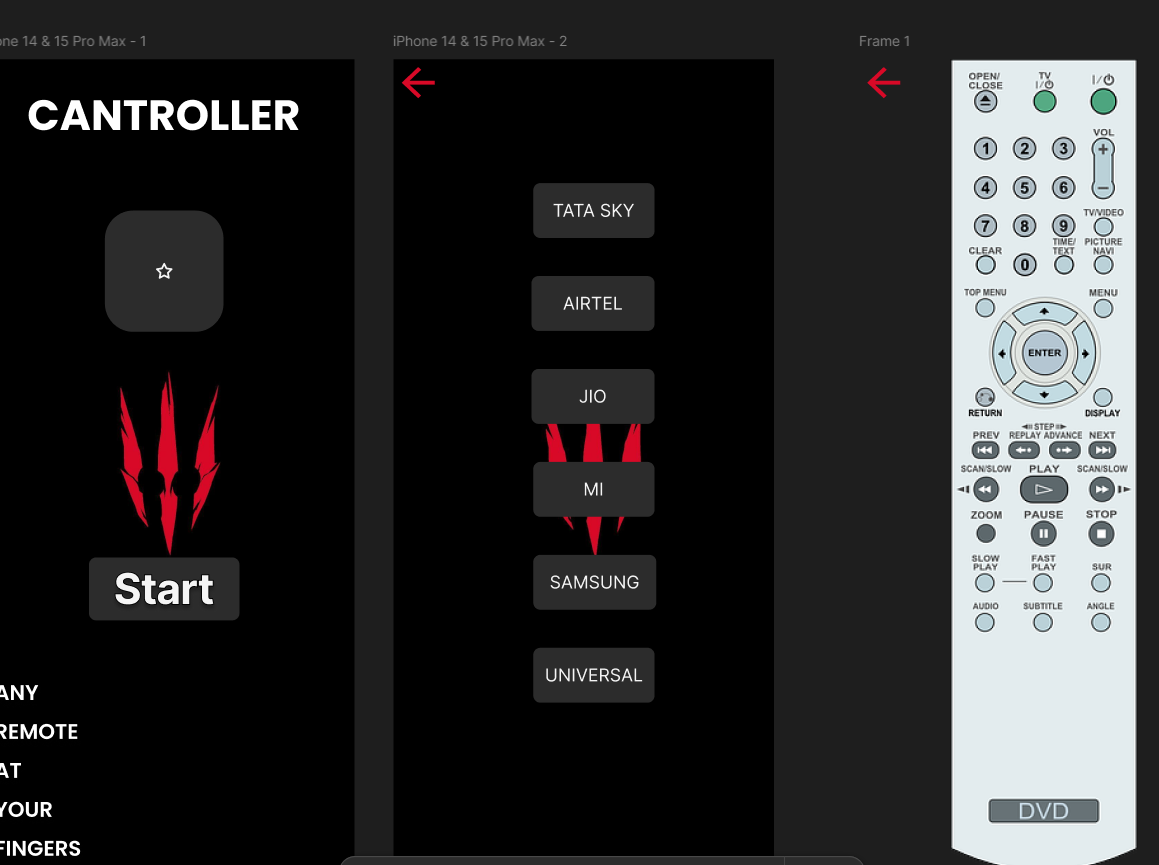 one 14 & 15 Pro Max - 1
iPhone 14 & 15 Pro Max - 2
Frame 1
CANTROLLER
Start
ANY
REMOTE
AT
YOUR
FINGERS
TATA SKY
AIRTEL
JIO
MI
SAMSUNG
UNIVERSAL
OPEN/
CLOSE
TV
I/
I/
VOL
1 2 3
+
4 5 6
−
TV/VIDEO
7 8 9
CLEAR
TIME/
TEXT
PICTURE
NAVI
0
TOP MENU
MENU
ENTER
RETURN
DISPLAY
STEP
PREV REPLAY ADVANCE NEXT
SCAN/SLOW PLAY SCAN/SLOW
ZOOM PAUSE STOP
SLOW
PLAY
FAST
PLAY
SUR
AUDIO SUBTITLE ANGLE
DVD